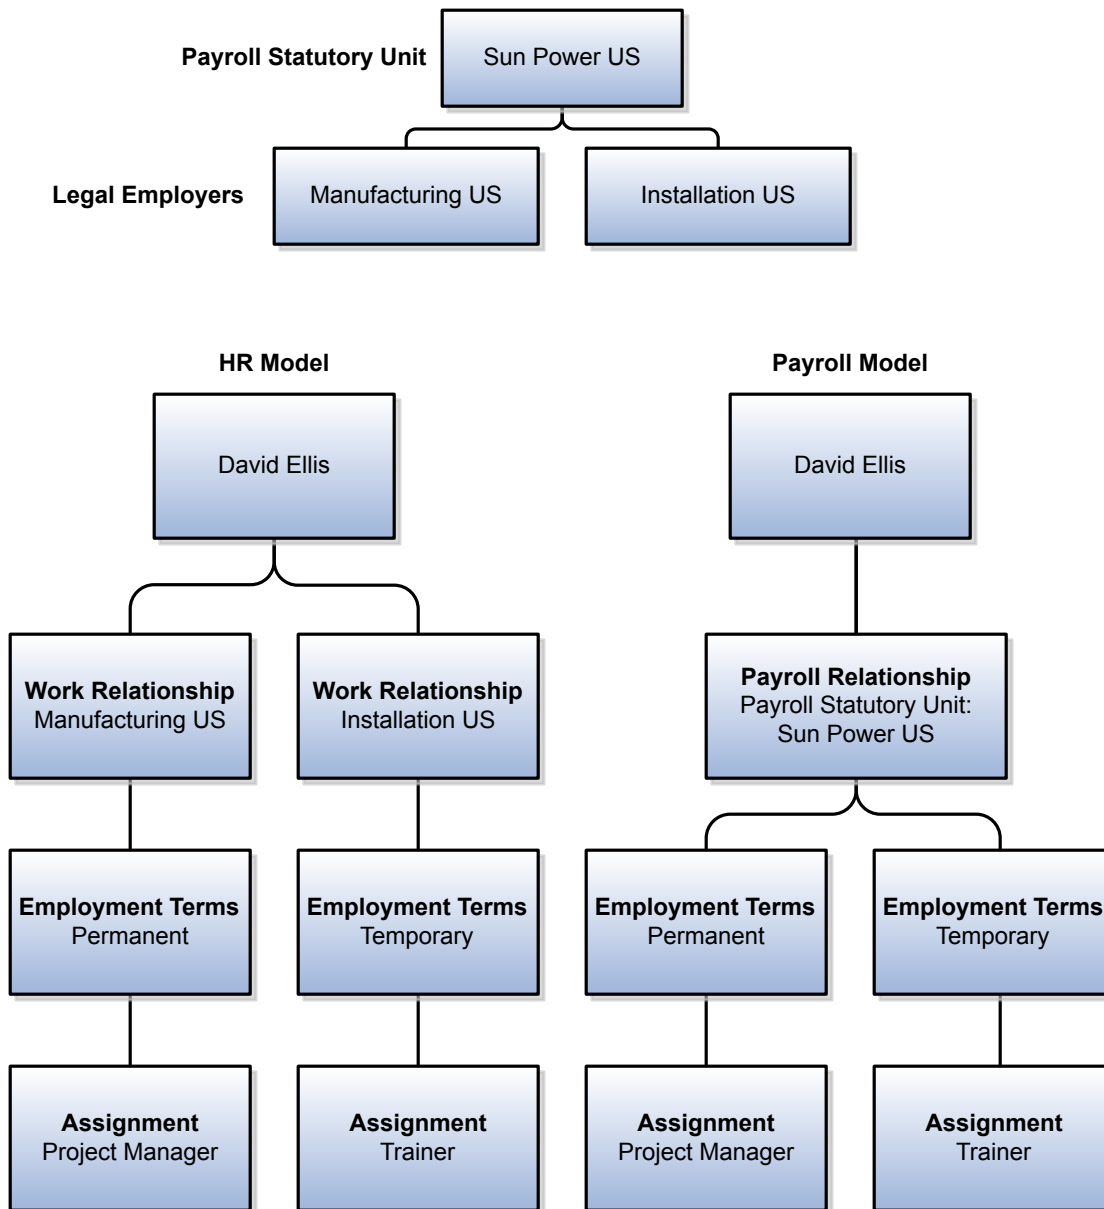 Payroll Statutory Unit
Sun Power US
Legal Employers
Manufacturing US
Installation US
HR Model
Payroll Model
David Ellis
David Ellis
Work Relationship
Manufacturing US
Work Relationship
Installation US
Payroll Relationship
Payroll Statutory Unit:
Sun Power US
Employment Terms
Permanent
Employment Terms
Temporary
Employment Terms
Permanent
Employment Terms
Temporary
Assignment
Project Manager
Assignment
Trainer
Assignment
Project Manager
Assignment
Trainer